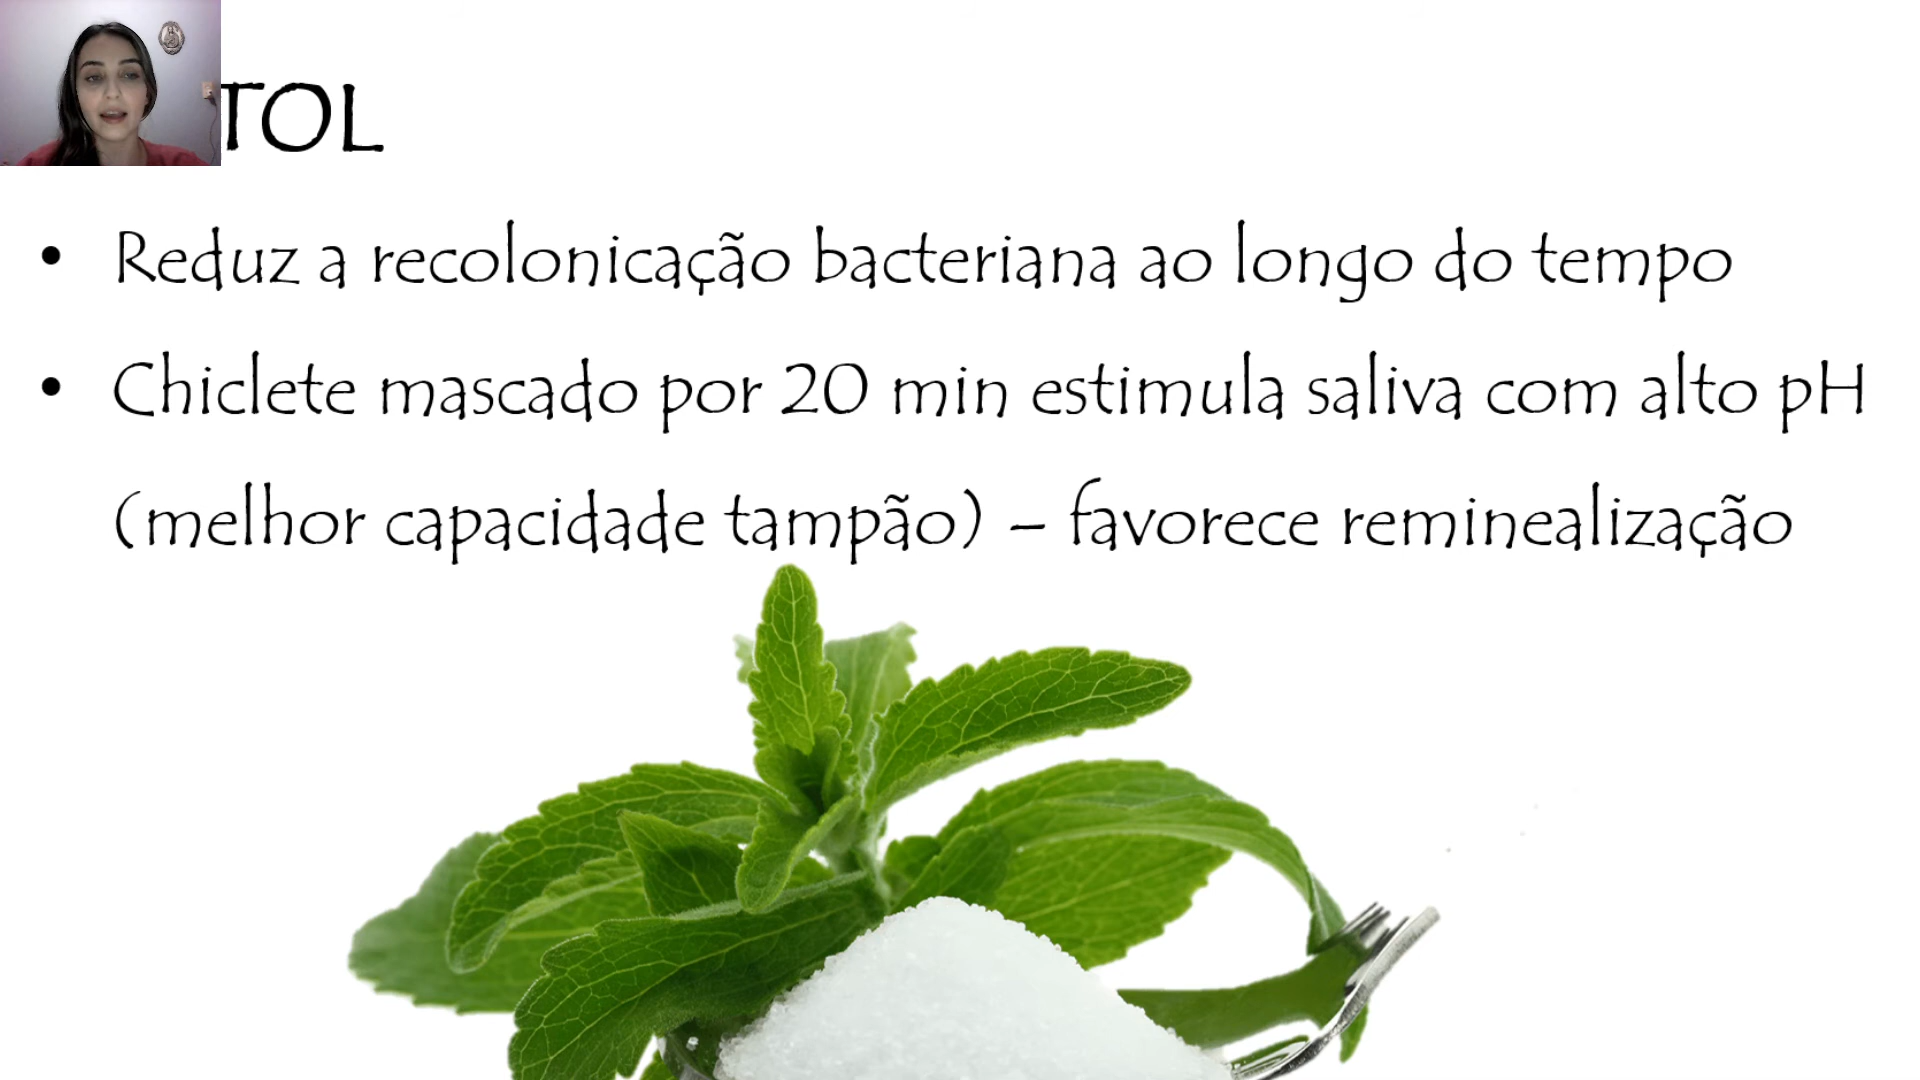 TOL
• Reduz a recolonicação bacteriana ao longo do tempo
• Chiclete mascado por 20 min estimula saliva com alto pH
(melhor capacidade tampão) – favorece reminealização